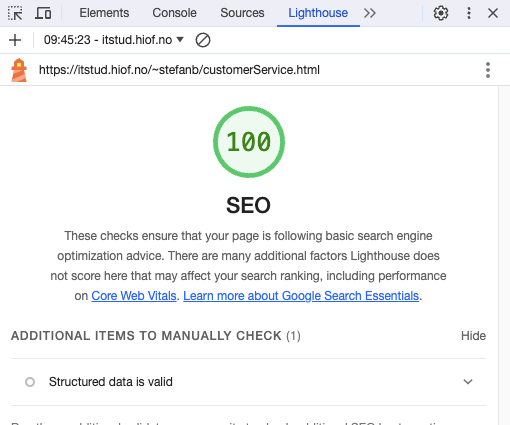 Elements Console Sources Lighthouse
09:45:23 - itstud.hiof.no
https://itstud.hiof.no/~stefanb/customerService.html
100
SEO
These checks ensure that your page is following basic search engine
optimization advice. There are many additional factors Lighthouse does
not score here that may affect your search ranking, including performance
on Core Web Vitals. Learn more about Google Search Essentials.
ADDITIONAL ITEMS TO MANUALLY CHECK (1) Hide
Structured data is valid